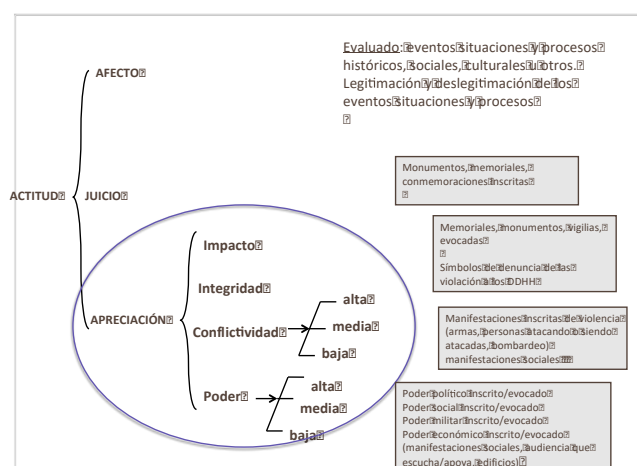 Evaluado: eventos situaciones y procesos
históricos, sociales, culturales u otros.
Legitimación y deslegitimación de los
eventos situaciones y procesos
AFECTO
ACTITUD
JUICIO
APRECIACIÓN
Impacto
Integridad
Conflictividad
alta
media
baja
Poder
alta
media
baja
Monumentos, memoriales,
conmemoraciones inscritas
Memoriales, monumentos, vigilias,
evocadas
Símbolos de denuncia de las
violación a los DDHH
Manifestaciones inscritas de violencia
(armas, personas atacando o siendo
atacadas, bombardeo)
manifestaciones sociales
Poder político inscrito/evocado
Poder social inscrito/evocado
Poder militar inscrito/evocado
Poder económico inscrito/evocado
(manifestaciones sociales, audiencia que
escucha/apoya, edificios)